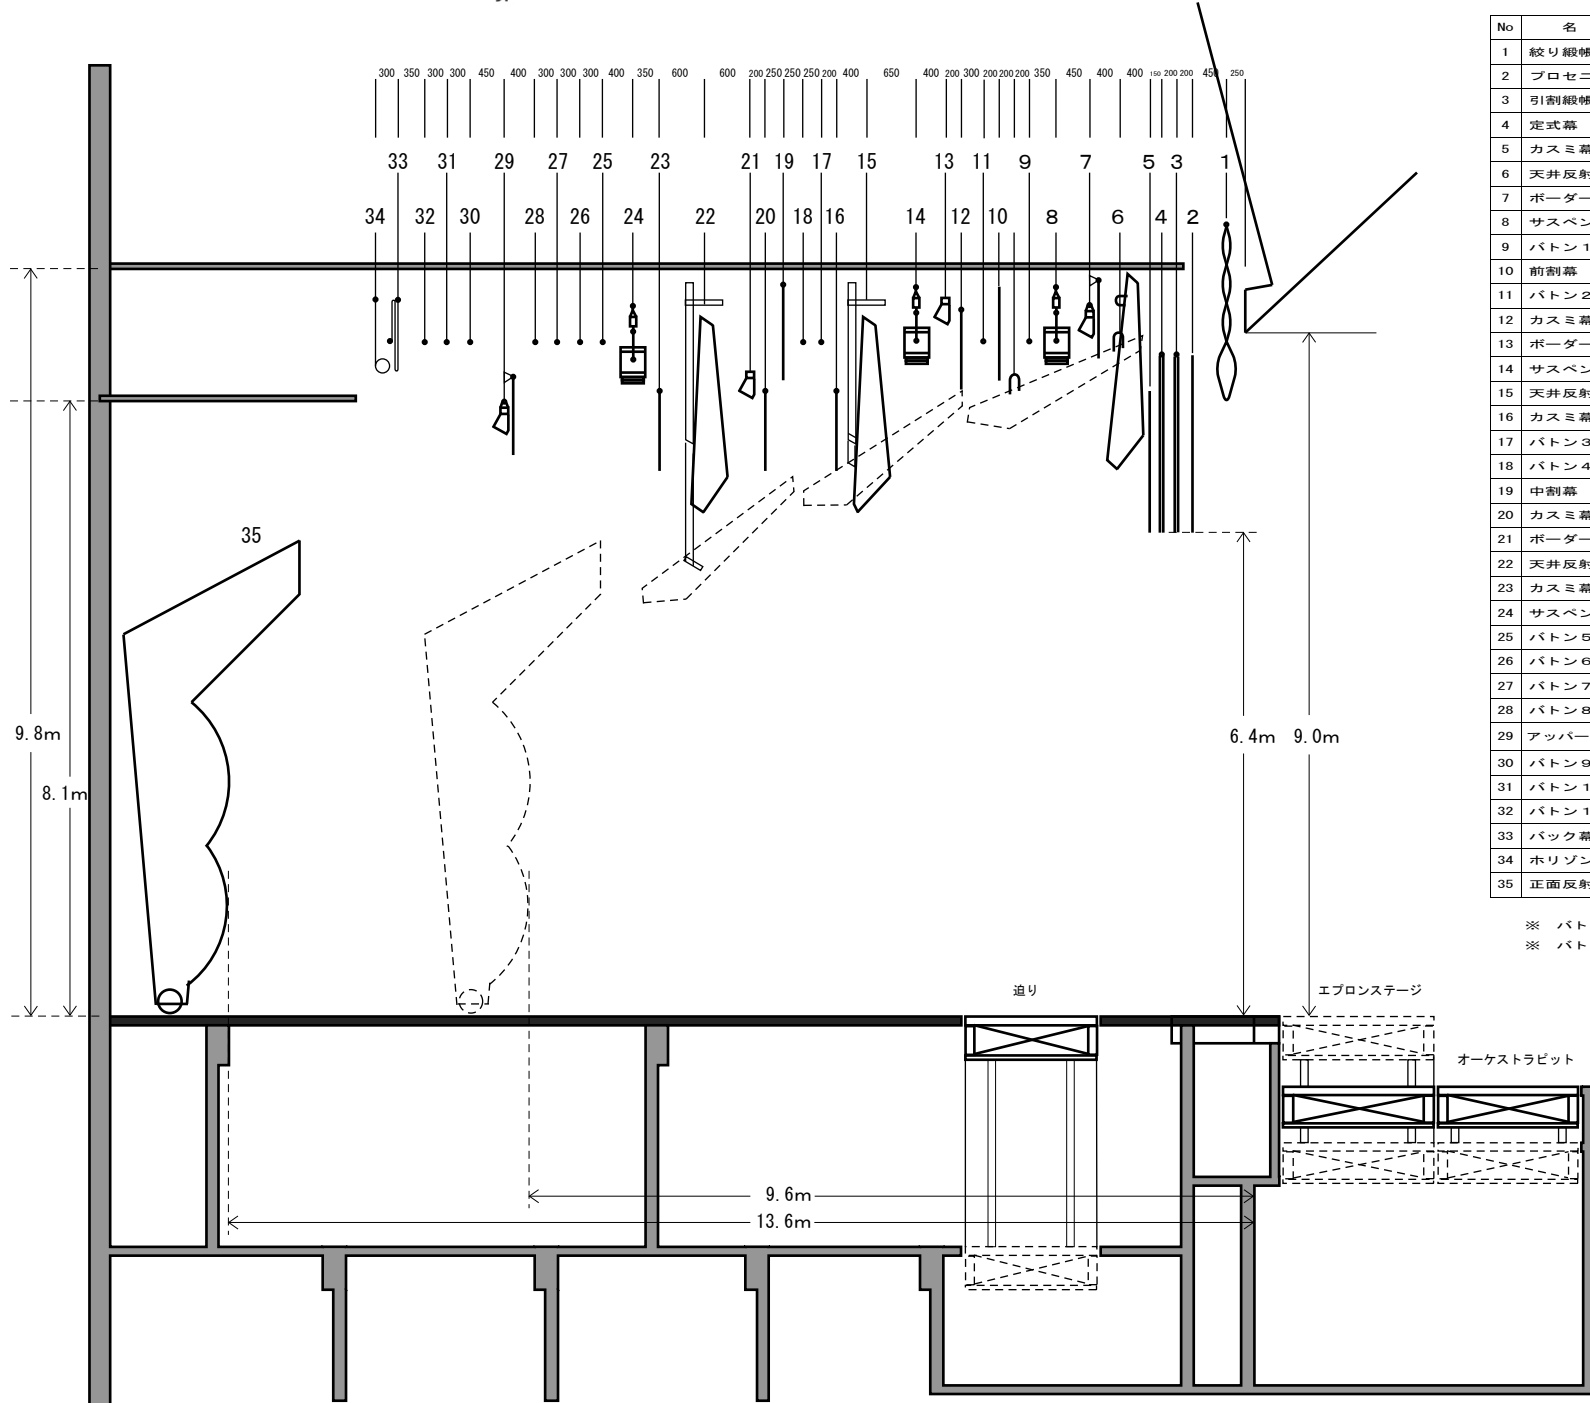 300 350 300 300 450 400 300 300 300 400 350 600 600 200 250 250 250 200 400 650 400 200 300 200 200 200 350 450 400 400 150 200 200 450 250
33 31 29 27 25 23 21 19 17 15 13 11 9 7 5 3 1
34 32 30 28 26 24 22 20 18 16 14 12 10 8 6 4 2
35
9.8m
8.1m
6.4m 9.0m
迫り
エプロンステージ
オーケストラピット
9.6m
13.6m
No 名
1 絞り緞帳
2 プロセニ
3 引割緞帳
4 定式幕
5 カスミ幕
6 天井反射
7 ボーダー
8 サスペン
9 バトン1
10 前割幕
11 バトン2
12 カスミ幕
13 ボーダー
14 サスペン
15 天井反射
16 カスミ幕
17 バトン3
18 バトン4
19 中割幕
20 カスミ幕
21 ボーダー
22 天井反射
23 カスミ幕
24 サスペン
25 バトン5
26 バトン6
27 バトン7
28 バトン8
29 アッパー
30 バトン9
31 バトン1
32 バトン1
33 バック幕
34 ホリゾン
35 正面反射
※ バト
※ バト